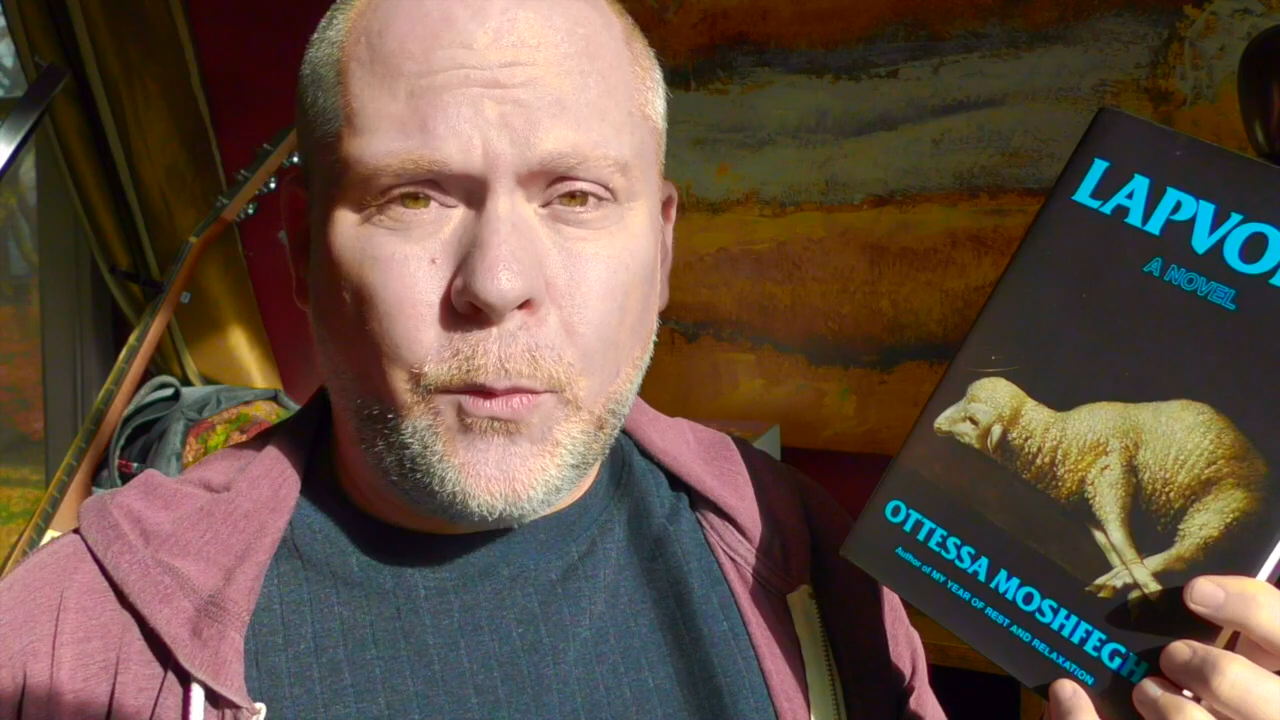 LAPVO
A NOVEL
OTTESSA MOSHFEGH
Author of MY YEAR OF REST AND RELAXATION